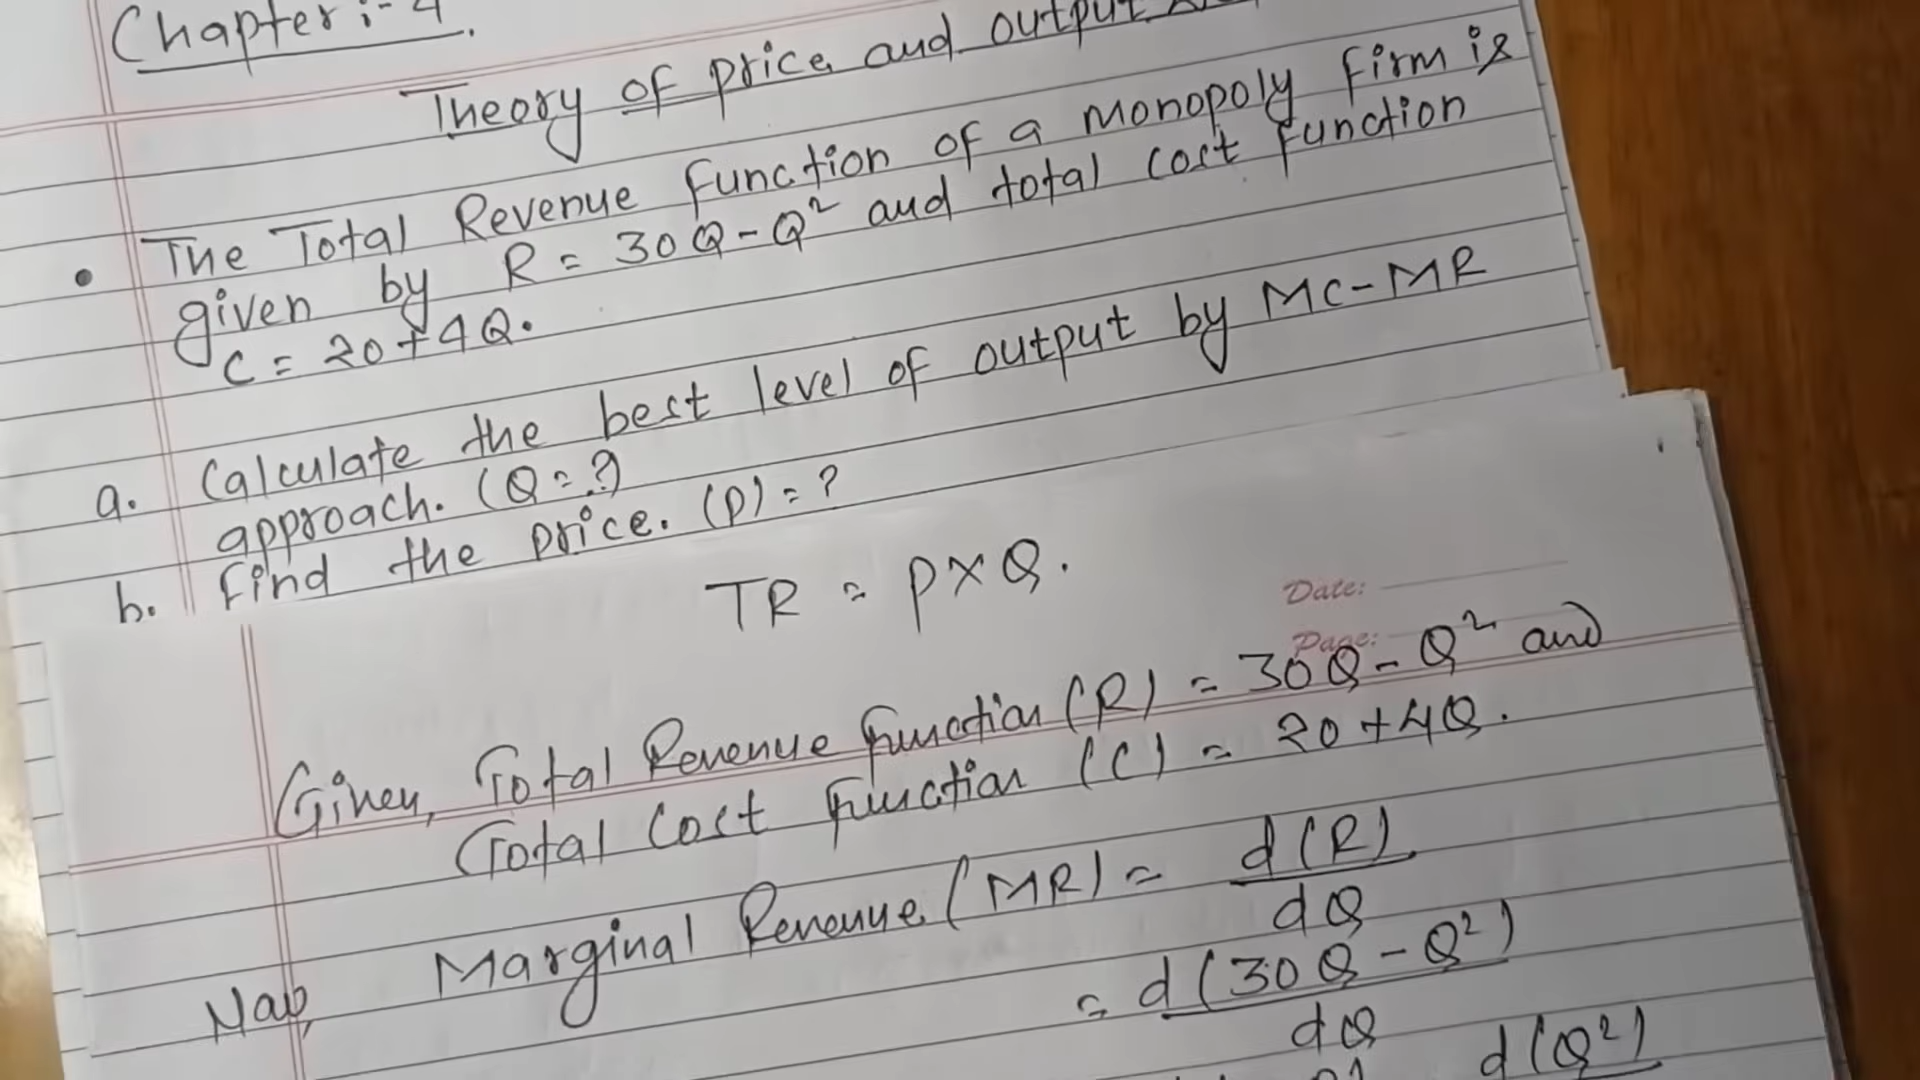 Chapter :- 4.
Theory of price and output
• The Total Revenue function of a monopoly firm is
given by R = 30Q - Q² and total cost function
C = 20 + 4Q.
a. Calculate the best level of output by MC-MR
approach. (Q = ?)
b. Find the price. (P) = ?
TR = P × Q.
Date:
Page:
Given, Total Revenue function (R) = 30Q - Q² and
Total Cost function (C) = 20 + 4Q.
Now, Marginal Revenue (MR) = d(R)
dQ
= d(30Q - Q²)
dQ
d(Q²)